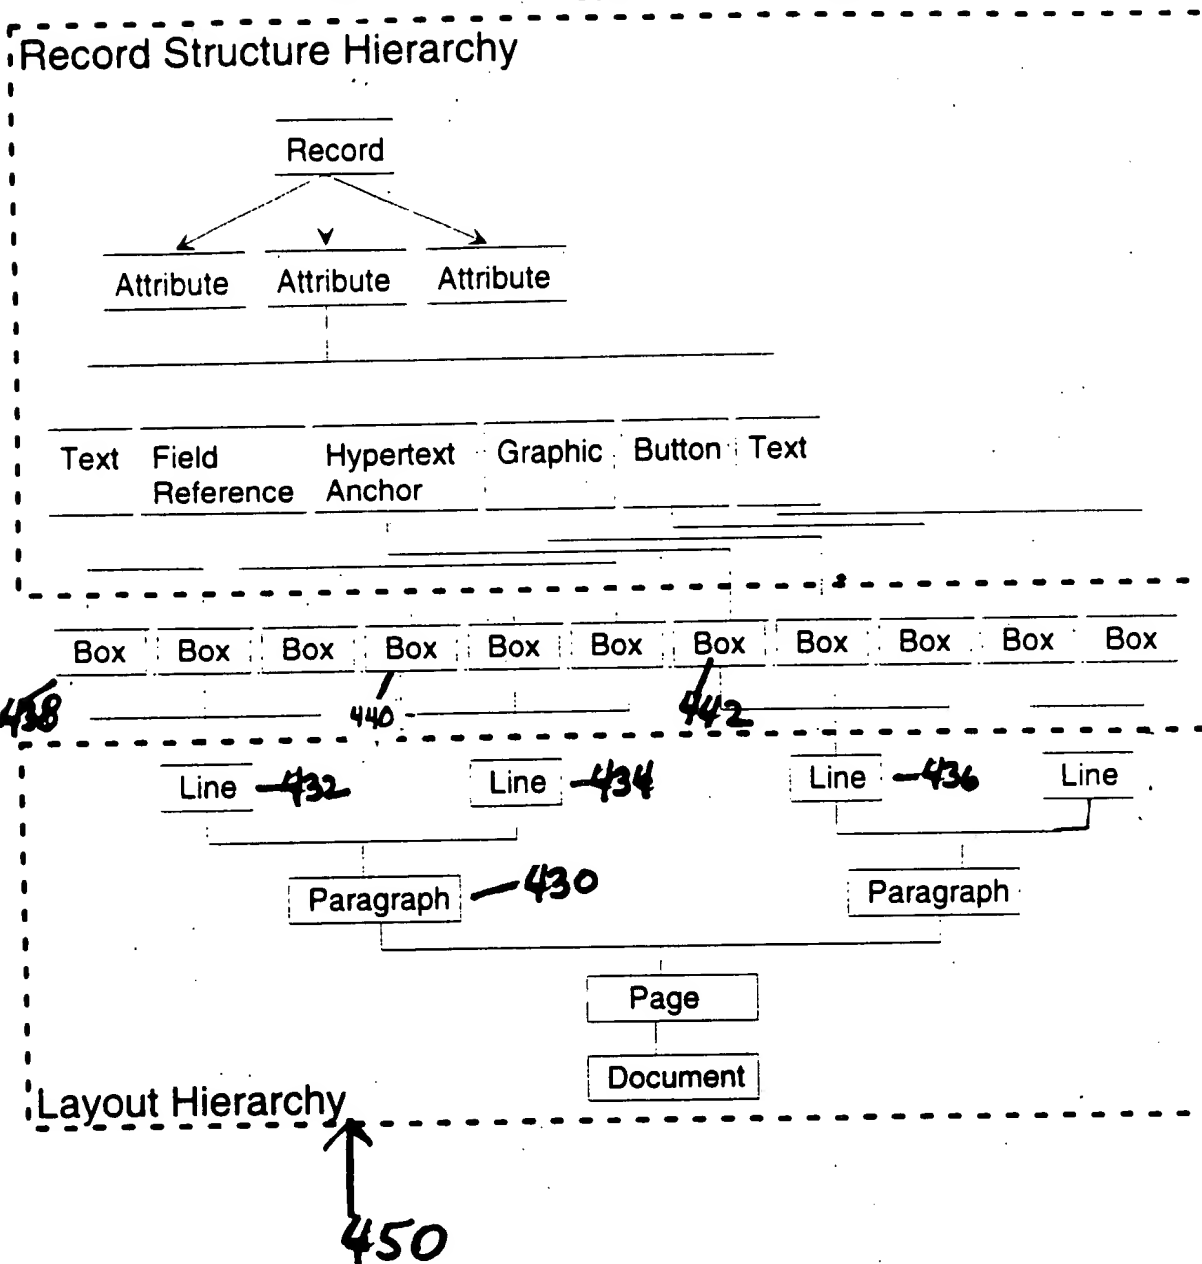 Record Structure Hierarchy
Record
Attribute Attribute Attribute
Text Field Reference Hypertext Anchor Graphic Button Text
Box Box Box Box Box Box Box Box Box Box Box
438 440 442
Line 432 Line 434 Line 436 Line
Paragraph 430 Paragraph
Page
Document
Layout Hierarchy
450